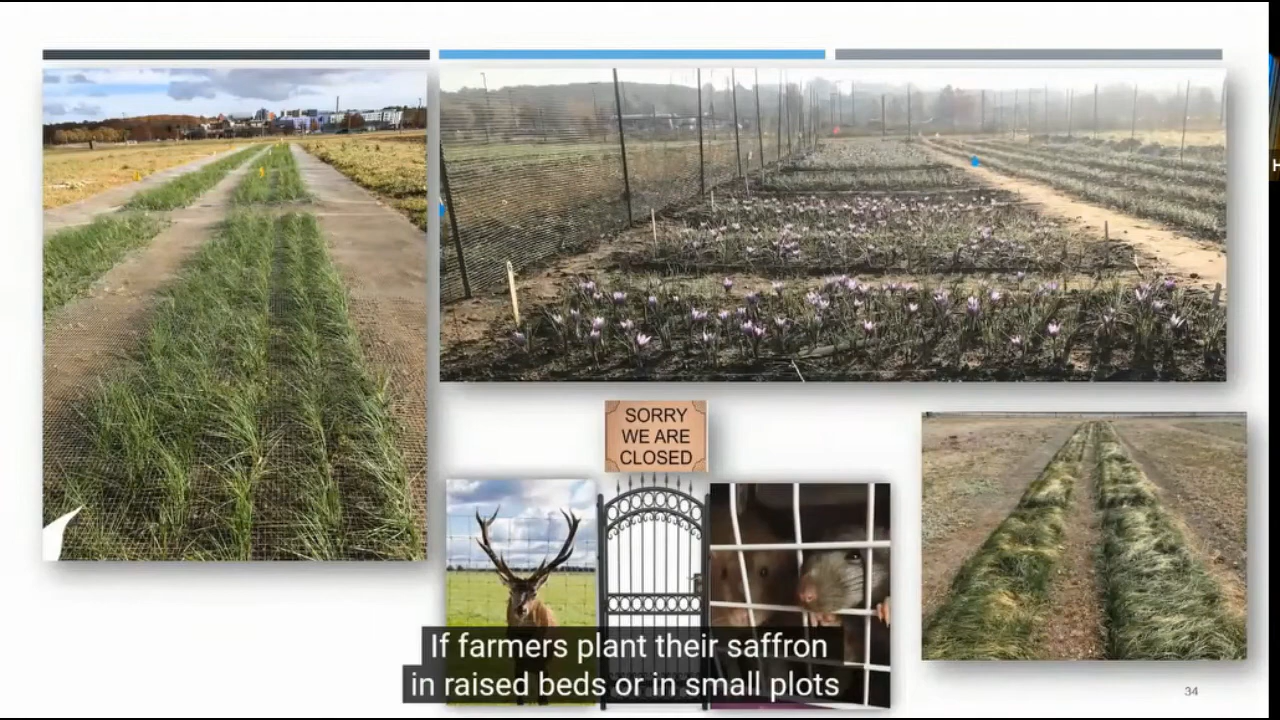 SORRY
WE ARE
CLOSED
If farmers plant their saffron
in raised beds or in small plots
34
H